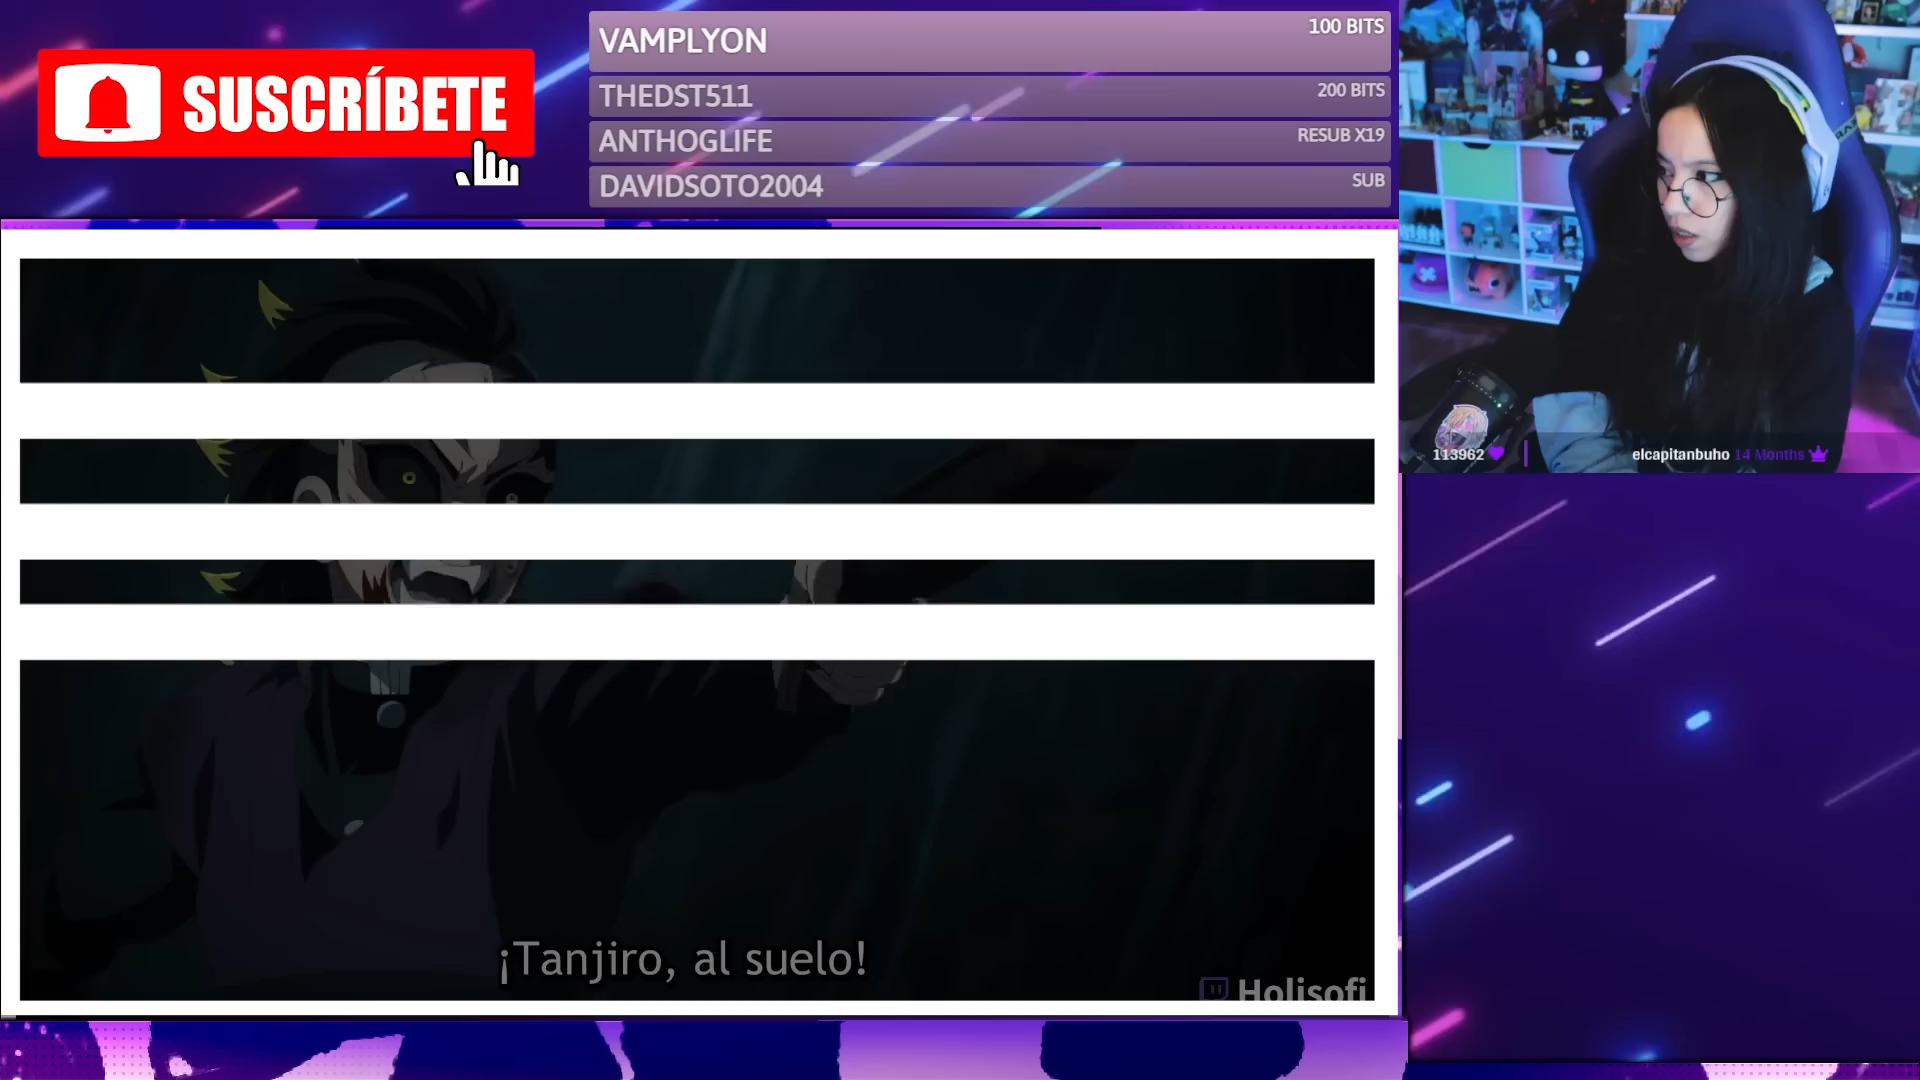 SUSCRÍBETE
VAMPLYON 100 BITS
THEDST511 200 BITS
ANTHOGLIFE RESUB X19
DAVIDSOTO2004 SUB
113962 elcapitanbuho 14 Months
¡Tanjiro, al suelo!
Holisofi